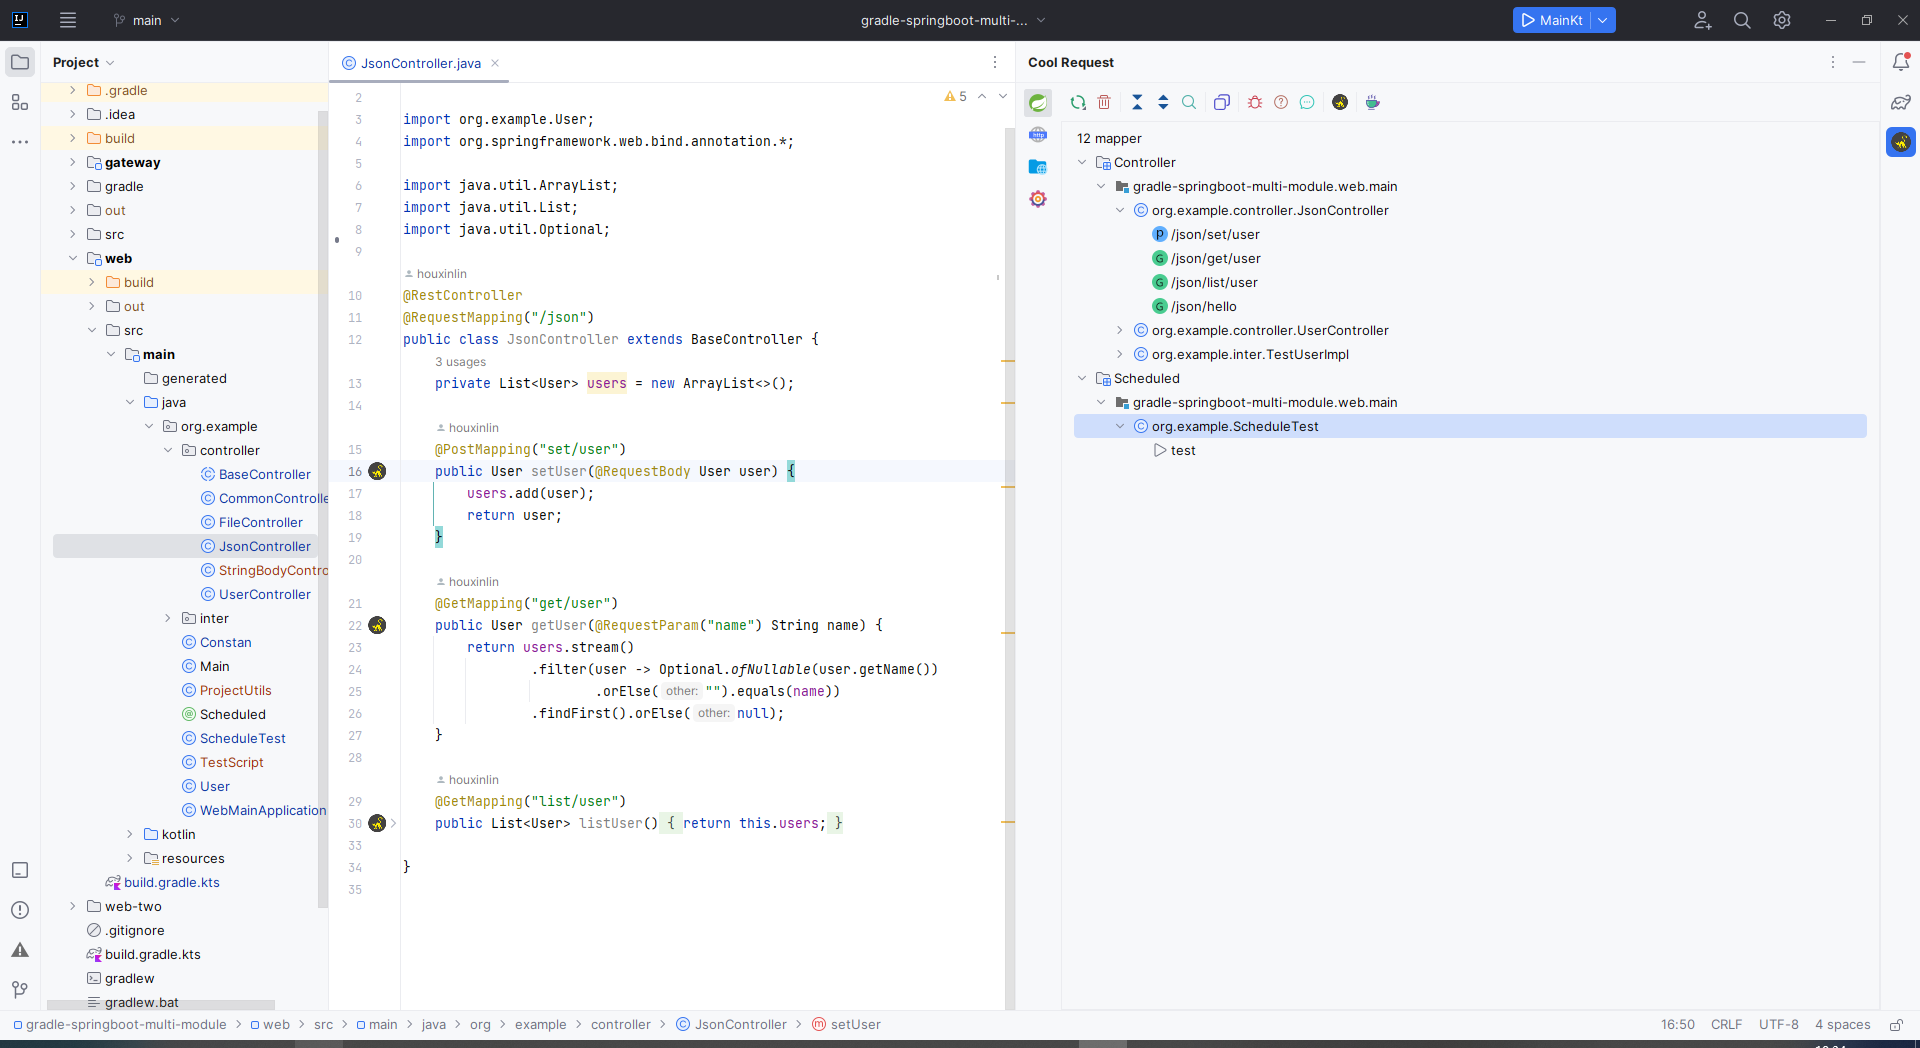 main
gradle-springboot-multi-...
MainKt
Project
.gradle
.idea
build
gateway
gradle
out
src
web
build
out
src
main
generated
java
org.example
controller
BaseController
CommonControlle
FileController
JsonController
StringBodyContro
UserController
inter
Constan
Main
ProjectUtils
Scheduled
ScheduleTest
TestScript
User
WebMainApplication
kotlin
resources
build.gradle.kts
web-two
.gitignore
build.gradle.kts
gradlew
gradlew.bat
JsonController.java
5
2
3 import org.example.User;
4 import org.springframework.web.bind.annotation.*;
5
6 import java.util.ArrayList;
7 import java.util.List;
8 import java.util.Optional;
9
houxinlin
10 @RestController
11 @RequestMapping("/json")
12 public class JsonController extends BaseController {
3 usages
13 private List<User> users = new ArrayList<>();
14
houxinlin
15 @PostMapping("set/user")
16 public User setUser(@RequestBody User user) {
17 users.add(user);
18 return user;
19 }
20
houxinlin
21 @GetMapping("get/user")
22 public User getUser(@RequestParam("name") String name) {
23 return users.stream()
24 .filter(user -> Optional.ofNullable(user.getName())
25 .orElse( other: "").equals(name))
26 .findFirst().orElse( other: null);
27 }
28
houxinlin
29 @GetMapping("list/user")
30 public List<User> listUser() { return this.users; }
33
34 }
35
Cool Request
http
12 mapper
Controller
gradle-springboot-multi-module.web.main
org.example.controller.JsonController
P /json/set/user
G /json/get/user
G /json/list/user
G /json/hello
org.example.controller.UserController
org.example.inter.TestUserImpl
Scheduled
gradle-springboot-multi-module.web.main
org.example.ScheduleTest
test
gradle-springboot-multi-module > web > src > main > java > org > example > controller > JsonController > setUser
16:50 CRLF UTF-8 4 spaces